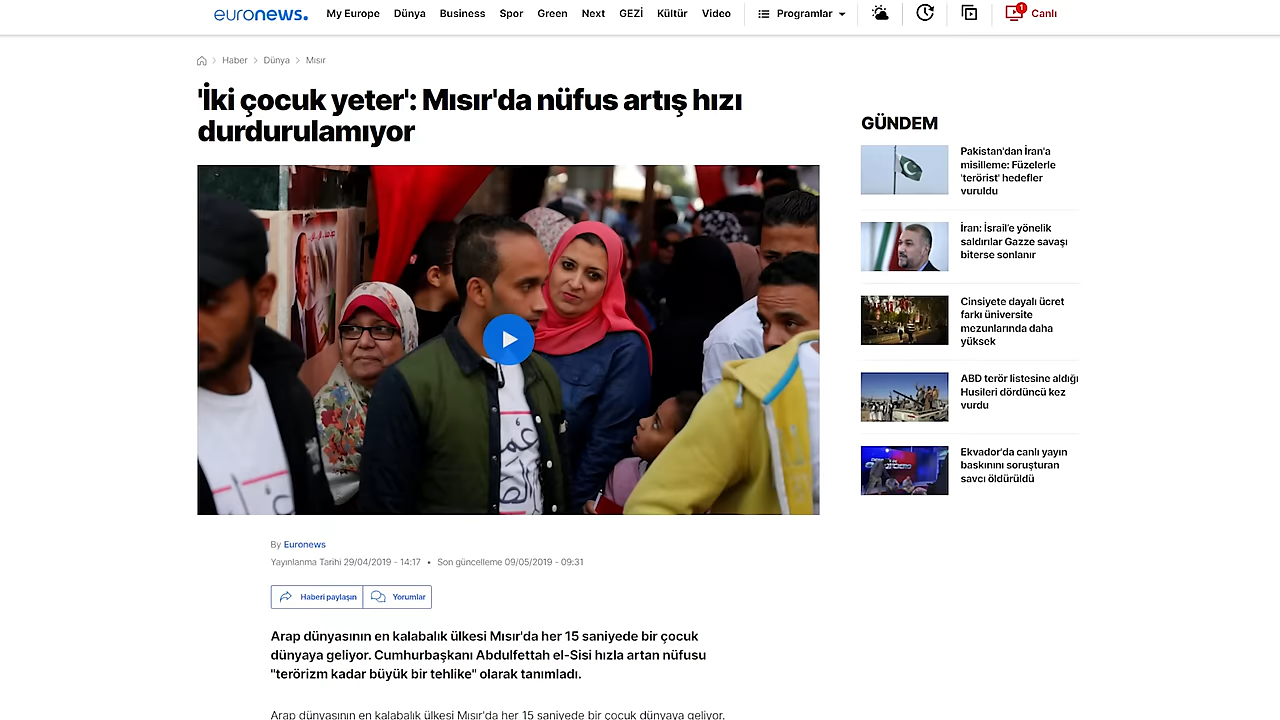 euronews.
My Europe
Dünya
Business
Spor
Green
Next
GEZİ
Kültür
Video
Programlar
1
Canlı
Haber
Dünya
Mısır
'İki çocuk yeter': Mısır'da nüfus artış hızı
durdurulamıyor
By Euronews
Yayınlanma Tarihi 29/04/2019 - 14:17 • Son güncelleme 09/05/2019 - 09:31
Haberi paylaşın
Yorumlar
Arap dünyasının en kalabalık ülkesi Mısır'da her 15 saniyede bir çocuk
dünyaya geliyor. Cumhurbaşkanı Abdulfettah el-Sisi hızla artan nüfusu
"terörizm kadar büyük bir tehlike" olarak tanımladı.
Arap dünyasının en kalabalık ülkesi Mısır'da her 15 saniyede bir çocuk dünyaya geliyor.
GÜNDEM
Pakistan'dan İran'a
misilleme: Füzelerle
'terörist' hedefler
vuruldu
İran: İsrail'e yönelik
saldırılar Gazze savaşı
biterse sonlanır
Cinsiyete dayalı ücret
farkı üniversite
mezunlarında daha
yüksek
ABD terör listesine aldığı
Husileri dördüncü kez
vurdu
Ekvador'da canlı yayın
baskınını soruşturan
savcı öldürüldü